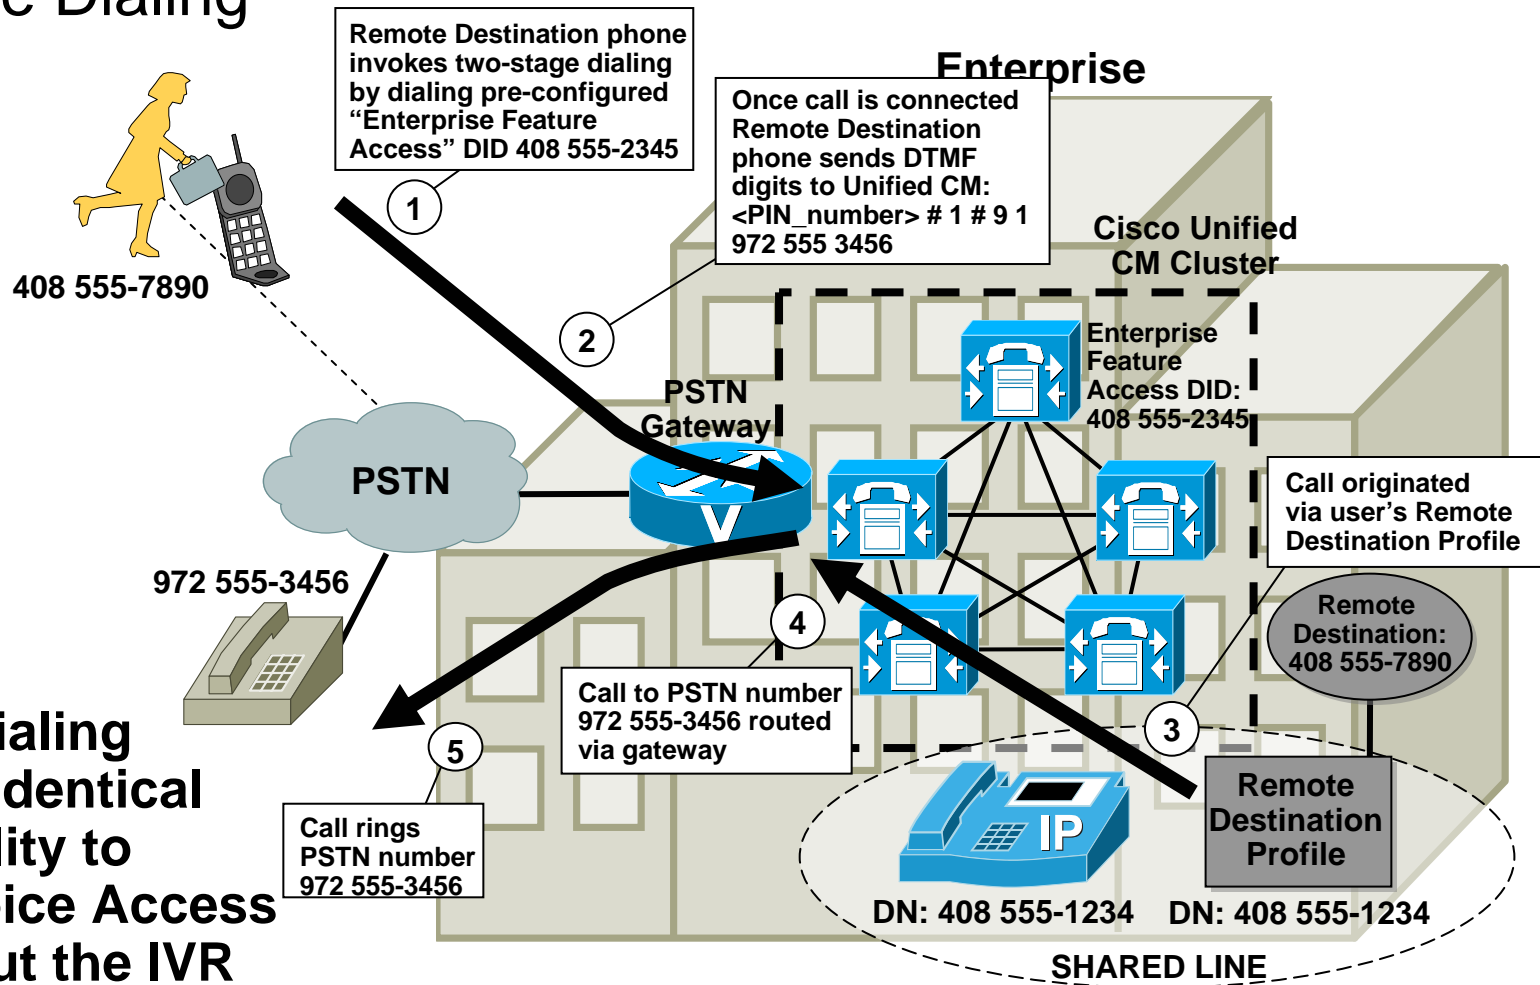 Dialing
Remote Destination phone
invokes two-stage dialing
by dialing pre-configured
“Enterprise Feature
Access” DID 408 555-2345
Enterprise
Once call is connected
Remote Destination
phone sends DTMF
digits to Unified CM:
<PIN_number> # 1 # 9 1
972 555 3456
1
408 555-7890
2
Cisco Unified
CM Cluster
Enterprise
Feature
Access DID:
408 555-2345
PSTN
Gateway
PSTN
V
Call originated
via user’s Remote
Destination Profile
972 555-3456
4
Remote
Destination:
408 555-7890
Call to PSTN number
972 555-3456 routed
via gateway
3
5
ialing
dentical
lity to
ice Access
ut the IVR
Call rings
PSTN number
972 555-3456
IP
Remote
Destination
Profile
DN: 408 555-1234
DN: 408 555-1234
SHARED LINE